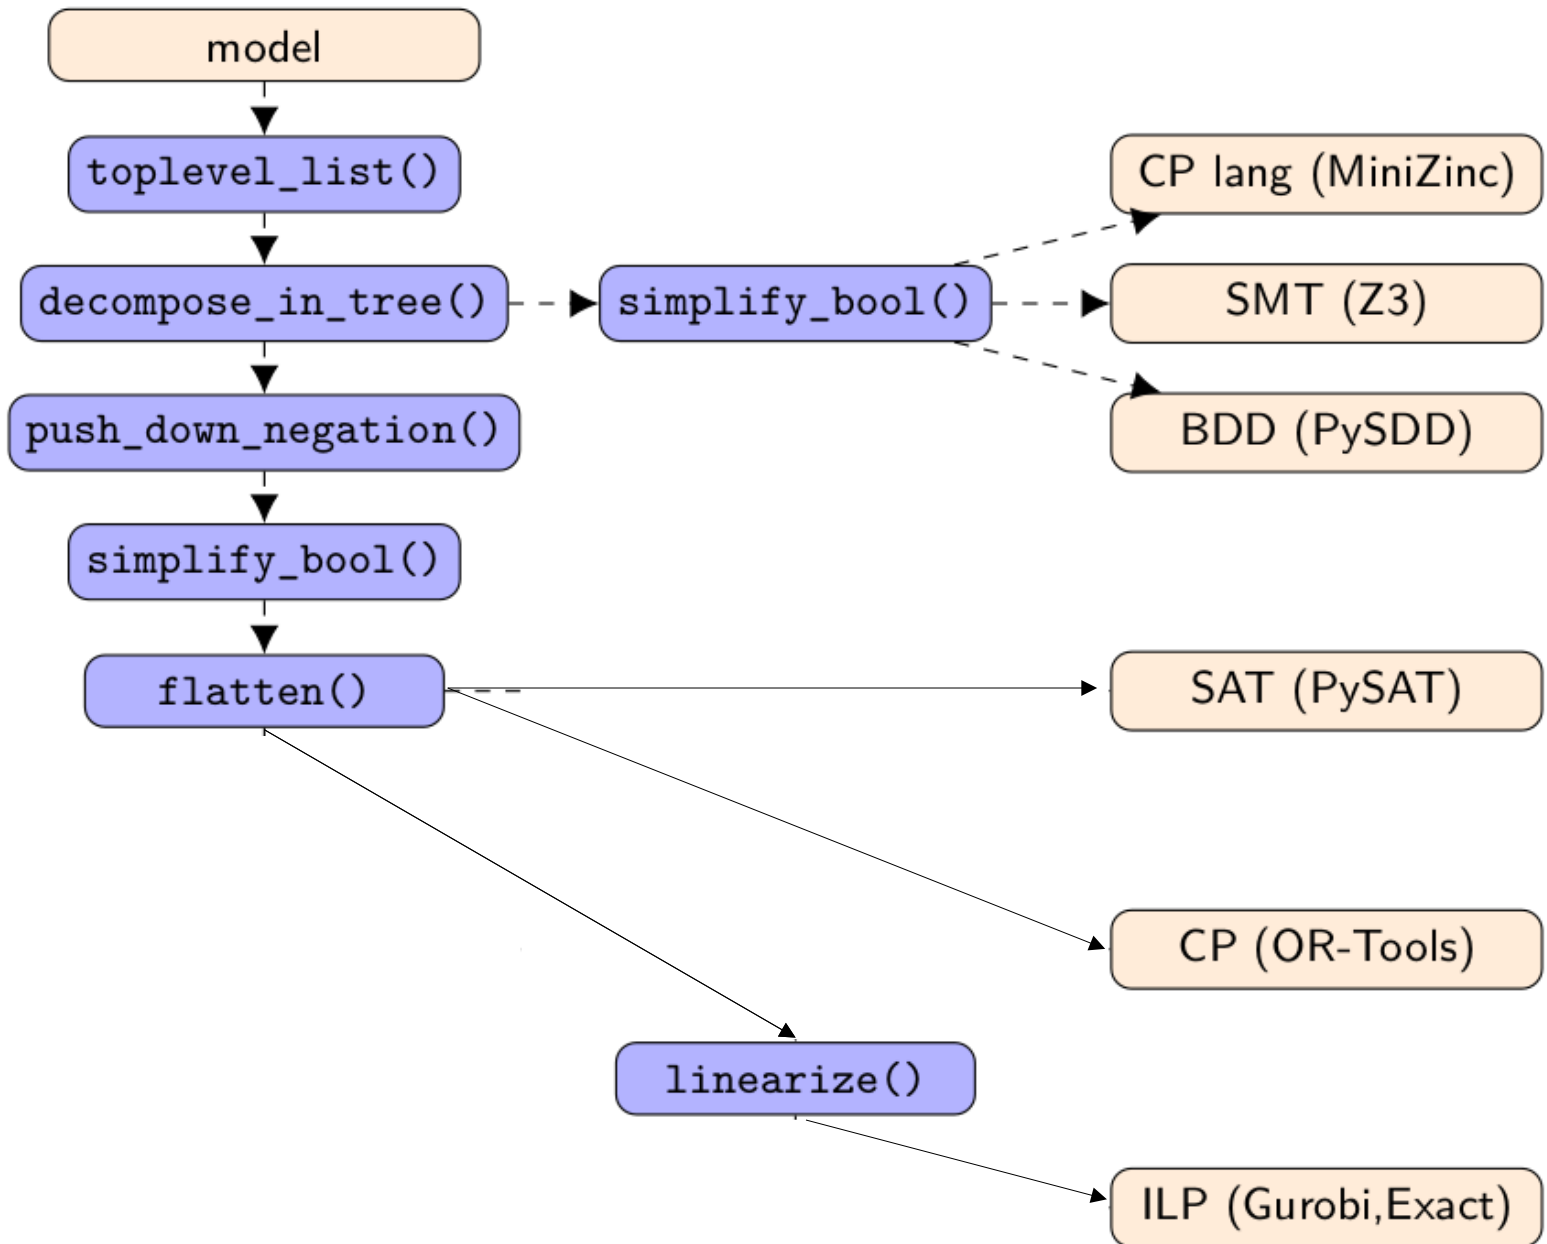 model
toplevel_list()
CP lang (MiniZinc)
decompose_in_tree()
simplify_bool()
SMT (Z3)
push_down_negation()
BDD (PySDD)
simplify_bool()
flatten()
SAT (PySAT)
CP (OR-Tools)
linearize()
ILP (Gurobi,Exact)